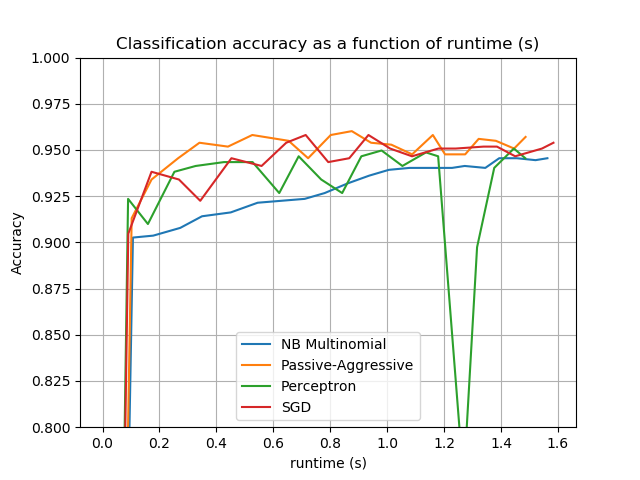 Classification accuracy as a function of runtime (s)
1.000
0.975
0.950
0.925
0.900
0.875
0.850
0.825
0.800
Accuracy
NB Multinomial
Passive-Aggressive
Perceptron
SGD
0.0 0.2 0.4 0.6 0.8 1.0 1.2 1.4 1.6
runtime (s)